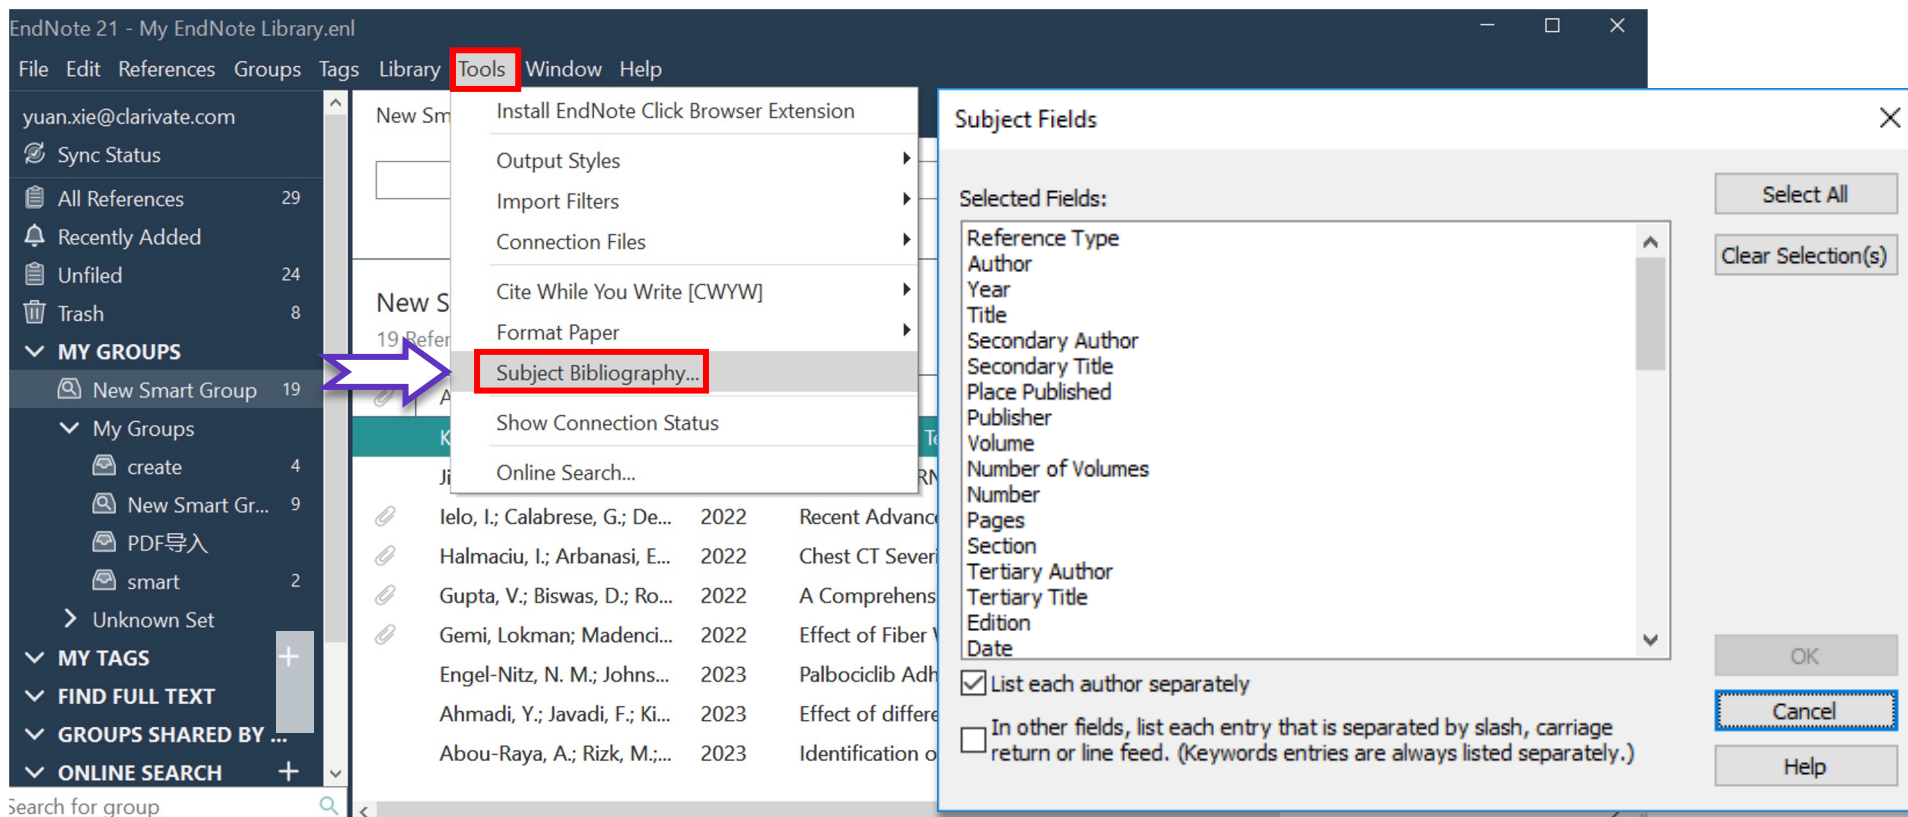 EndNote 21 - My EndNote Library.enl
File Edit References Groups Tags Library Tools Window Help
yuan.xie@clarivate.com
Sync Status
All References 29
Recently Added
Unfiled 24
Trash 8
MY GROUPS
New Smart Group 19
My Groups
create 4
New Smart Gr... 9
PDF导入
smart 2
Unknown Set
MY TAGS
FIND FULL TEXT
GROUPS SHARED BY ...
ONLINE SEARCH
Search for group
New Sm
New S
19 Refer
Install EndNote Click Browser Extension
Output Styles
Import Filters
Connection Files
Cite While You Write [CWYW]
Format Paper
Subject Bibliography...
Show Connection Status
Online Search...
Ielo, I.; Calabrese, G.; De... 2022 Recent Advanc
Halmaciu, I.; Arbanasi, E... 2022 Chest CT Severi
Gupta, V.; Biswas, D.; Ro... 2022 A Comprehens
Gemi, Lokman; Madenci... 2022 Effect of Fiber
Engel-Nitz, N. M.; Johns... 2023 Palbociclib Adh
Ahmadi, Y.; Javadi, F.; Ki... 2023 Effect of differe
Abou-Raya, A.; Rizk, M.;... 2023 Identification o
Subject Fields
Selected Fields:
Reference Type
Author
Year
Title
Secondary Author
Secondary Title
Place Published
Publisher
Volume
Number of Volumes
Number
Pages
Section
Tertiary Author
Tertiary Title
Edition
Date
List each author separately
In other fields, list each entry that is separated by slash, carriage
return or line feed. (Keywords entries are always listed separately.)
Select All
Clear Selection(s)
OK
Cancel
Help